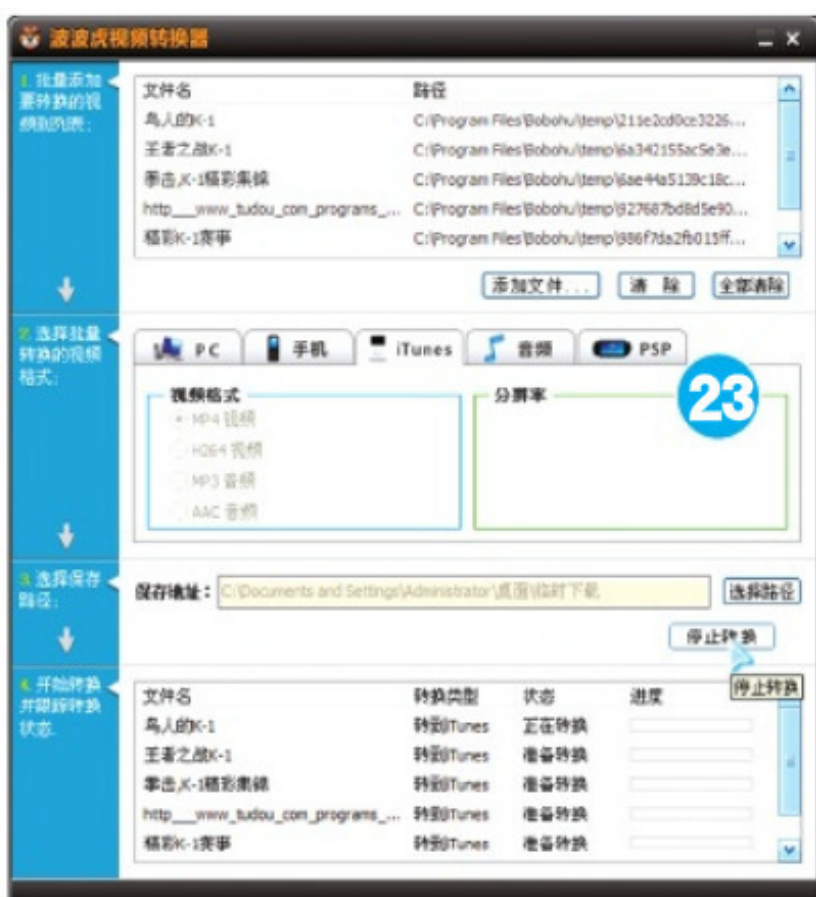 波波虎视频转换器
1. 批量添加
要转换的视
频到列表:
文件名 路径
鸟人的K-1 C:\Program Files\Bobohu\temp\211e2cd0ce3226...
王者之战K-1 C:\Program Files\Bobohu\temp\6a342155ac5e3e...
拳击,K-1精彩集锦 C:\Program Files\Bobohu\temp\6ae44a5139c18c...
http___www_tudou_com_programs_... C:\Program Files\Bobohu\temp\927687bd8d5e90...
精彩K-1赛事 C:\Program Files\Bobohu\temp\986f7da2fb015ff...
添加文件... 清 除 全部清除
2. 选择批量
转换的视频
格式:
PC 手机 iTunes 音频 PSP
视频格式 分辨率
23
MP4 视频
H264 视频
MP3 音频
AAC 音频
3. 选择保存
路径:
保存地址: C:\Documents and Settings\Administrator\桌面\临时下载 选择路径
停止转换
停止转换
4. 开始转换
并跟踪转换
状态.
文件名 转换类型 状态 进度
鸟人的K-1 转到iTunes 正在转换
王者之战K-1 转到iTunes 准备转换
拳击,K-1精彩集锦 转到iTunes 准备转换
http___www_tudou_com_programs_... 转到iTunes 准备转换
精彩K-1赛事 转到iTunes 准备转换